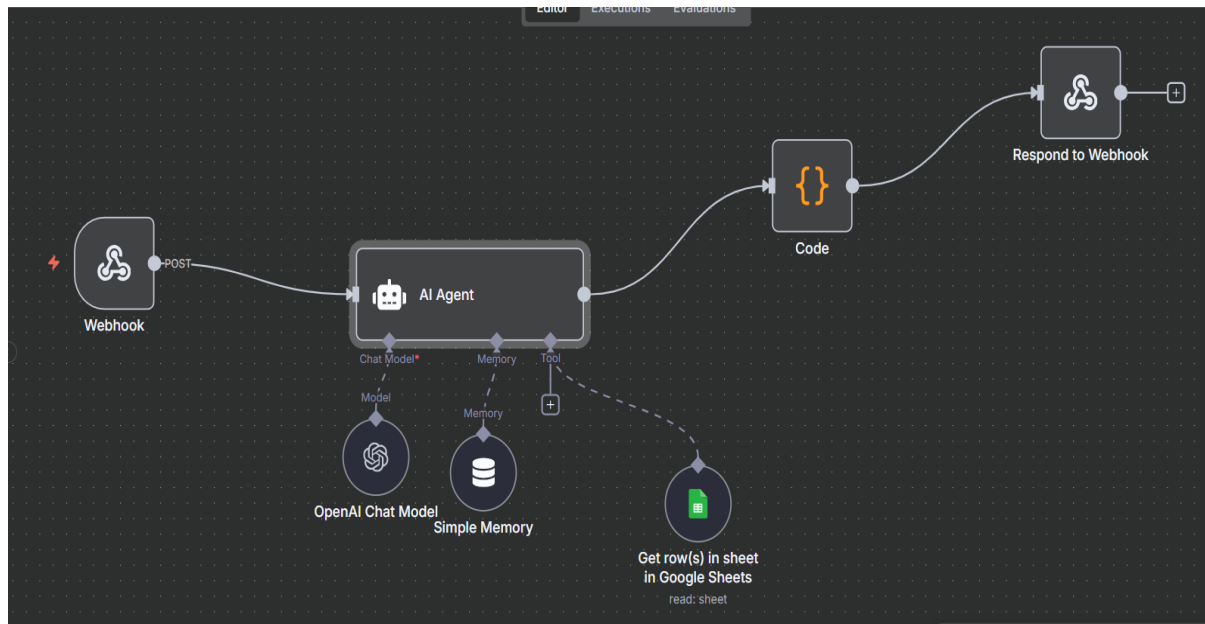 Editor Executions Evaluations
Respond to Webhook
Code
POST
Webhook
AI Agent
Chat Model*
Memory
Tool
Model
Memory
OpenAI Chat Model
Simple Memory
Get row(s) in sheet
in Google Sheets
read: sheet